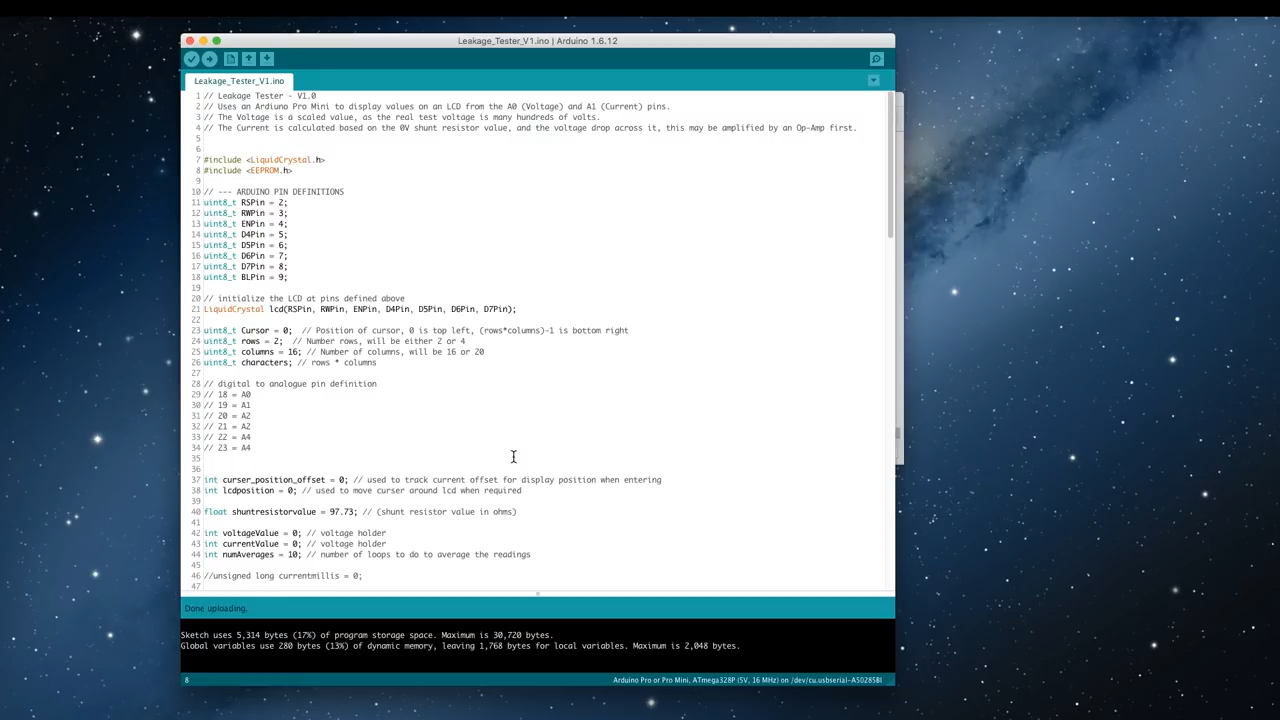 Leakage_Tester_V1.ino | Arduino 1.6.12
Leakage_Tester_V1.ino
1 // Leakage Tester - V1.0
2 // Uses an Ardiuno Pro Mini to display values on an LCD from the A0 (Voltage) and A1 (Current) pins.
3 // The Voltage is a scaled value, as the real test voltage is many hundreds of volts.
4 // The Current is calculated based on the 0V shunt resistor value, and the voltage drop across it, this may be amplified by an Op-Amp first.
5
6
7 #include <LiquidCrystal.h>
8 #include <EEPROM.h>
9
10 // --- ARDUINO PIN DEFINITIONS
11 uint8_t RSPin = 2;
12 uint8_t RWPin = 3;
13 uint8_t ENPin = 4;
14 uint8_t D4Pin = 5;
15 uint8_t D5Pin = 6;
16 uint8_t D6Pin = 7;
17 uint8_t D7Pin = 8;
18 uint8_t BLPin = 9;
19
20 // initialize the LCD at pins defined above
21 LiquidCrystal lcd(RSPin, RWPin, ENPin, D4Pin, D5Pin, D6Pin, D7Pin);
22
23 uint8_t Cursor = 0; // Position of cursor, 0 is top left, (rows*columns)-1 is bottom right
24 uint8_t rows = 2; // Number rows, will be either 2 or 4
25 uint8_t columns = 16; // Number of columns, will be 16 or 20
26 uint8_t characters; // rows * columns
27
28 // digital to analogue pin definition
29 // 18 = A0
30 // 19 = A1
31 // 20 = A2
32 // 21 = A2
33 // 22 = A4
34 // 23 = A4
35
36
37 int curser_position_offset = 0; // used to track current offset for display position when entering
38 int lcdposition = 0; // used to move curser around lcd when required
39
40 float shuntresistorvalue = 97.73; // (shunt resistor value in ohms)
41
42 int voltageValue = 0; // voltage holder
43 int currentValue = 0; // voltage holder
44 int numAverages = 10; // number of loops to do to average the readings
45
46 //unsigned long currentmillis = 0;
47
Done uploading.
Sketch uses 5,314 bytes (17%) of program storage space. Maximum is 30,720 bytes.
Global variables use 280 bytes (13%) of dynamic memory, leaving 1,768 bytes for local variables. Maximum is 2,048 bytes.
8
Arduino Pro or Pro Mini, ATmega328P (5V, 16 MHz) on /dev/cu.usbserial-A50285BI